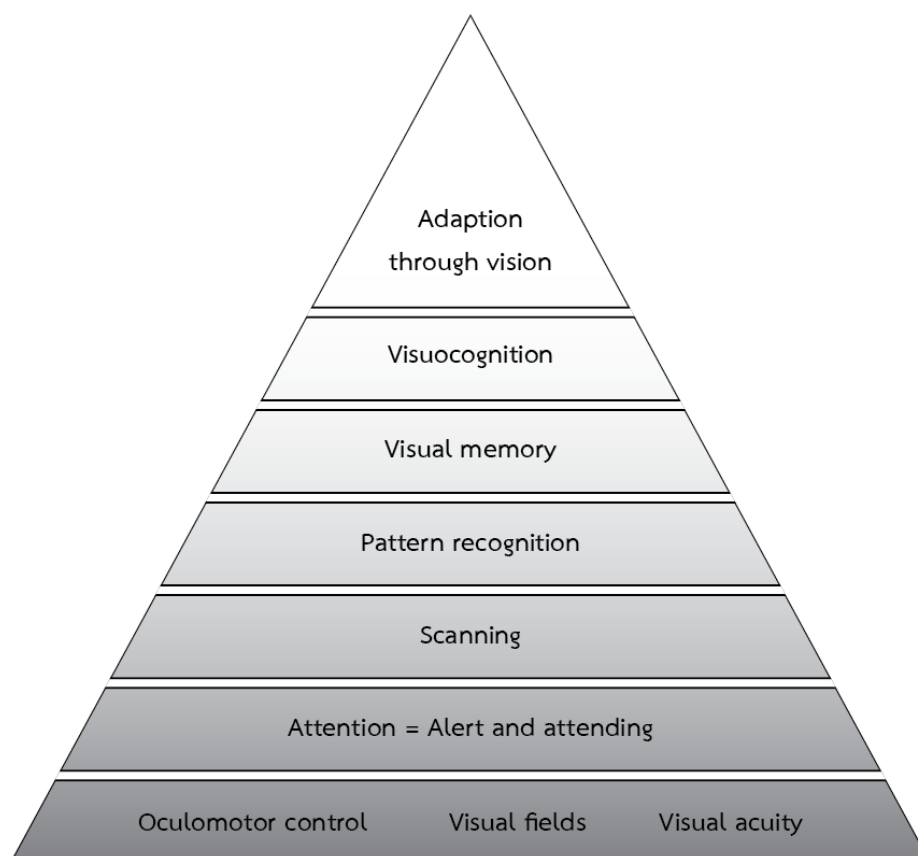 Adaption
through vision
Visuocognition
Visual memory
Pattern recognition
Scanning
Attention = Alert and attending
Oculomotor control Visual fields Visual acuity